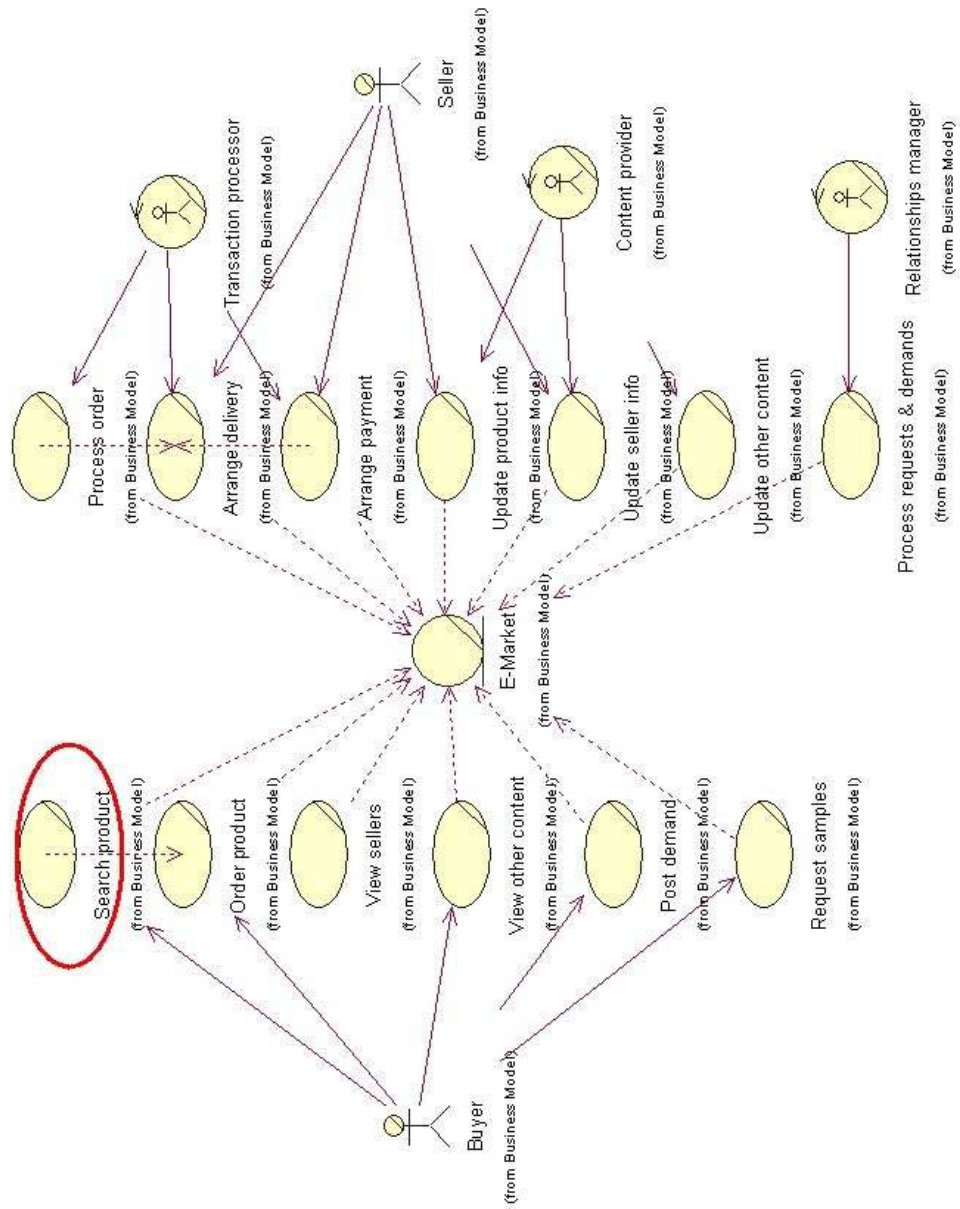 Search product
(from Business Model)
Order product
(from Business Model)
View sellers
(from Business Model)
View other content
(from Business Model)
Post demand
(from Business Model)
Request samples
(from Business Model)
Buyer
(from Business Model)
E-Market
(from Business Model)
Process order
(from Business Model)
Arrange delivery
(from Business Model)
Arrange payment
(from Business Model)
Update product info
(from Business Model)
Update seller info
(from Business Model)
Update other content
(from Business Model)
Process requests & demands
(from Business Model)
Transaction processor
(from Business Model)
Seller
(from Business Model)
Content provider
(from Business Model)
Relationships manager
(from Business Model)